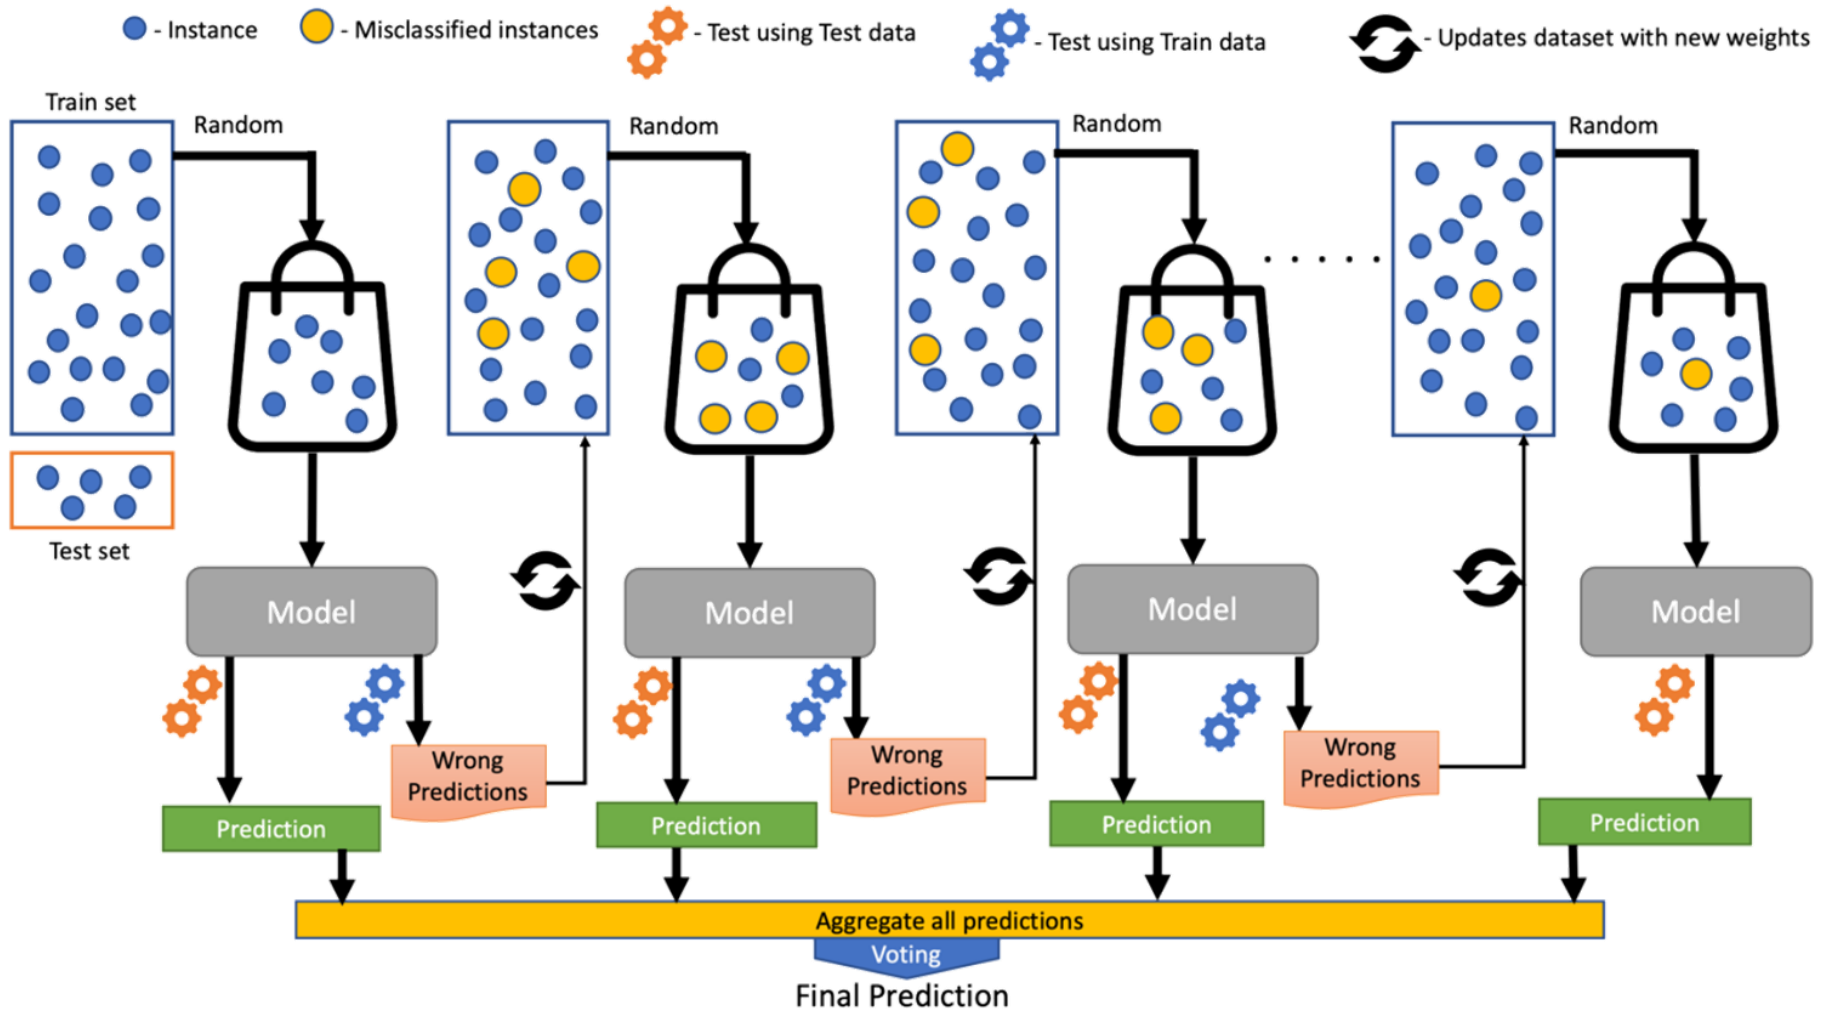 - Instance
- Misclassified instances
- Test using Test data
- Test using Train data
- Updates dataset with new weights
Train set
Random
Random
Random
Random
. . . . .
Test set
Model
Model
Model
Model
Wrong
Predictions
Wrong
Predictions
Wrong
Predictions
Prediction
Prediction
Prediction
Prediction
Aggregate all predictions
Voting
Final Prediction